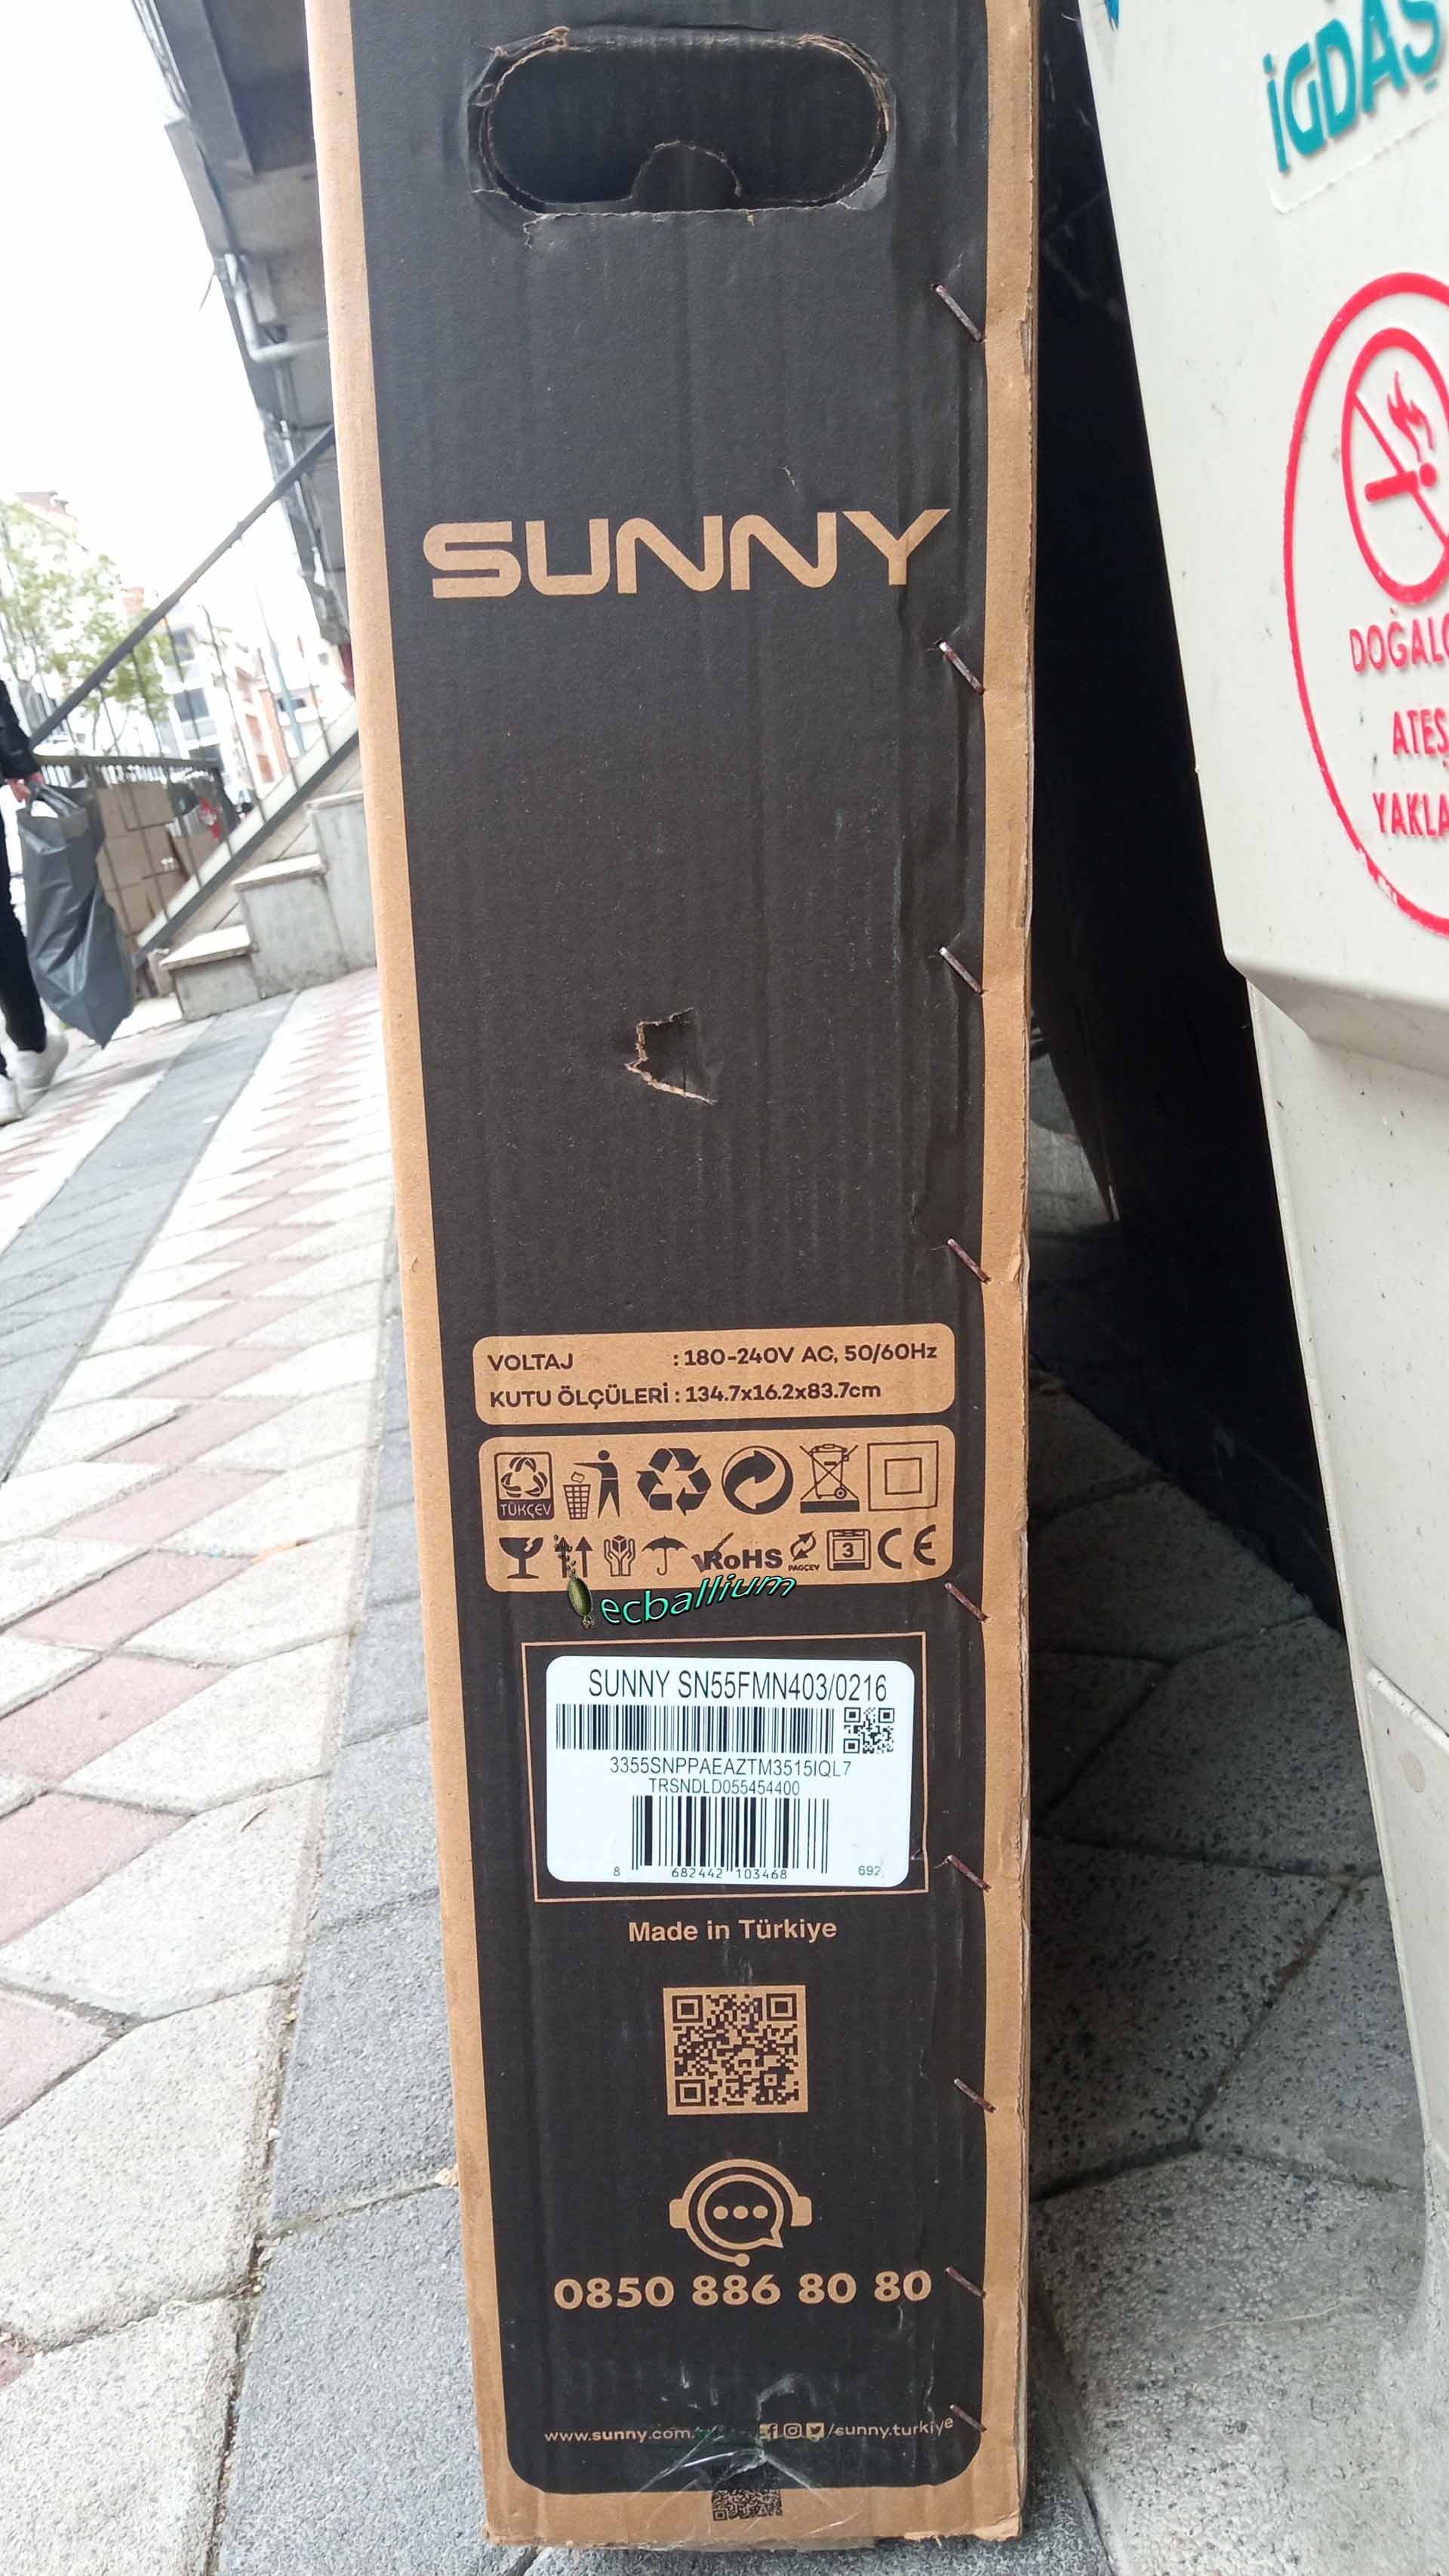 İGDAŞ
SUNNY
DOĞAL
ATEŞ
YAKLA
VOLTAJ : 180-240V AC, 50/60Hz
KUTU ÖLÇÜLERİ : 134.7x16.2x83.7cm
TÜKÇEV
RoHS PAGÇEV 3 CE
ecballium
SUNNY SN55FMN403/0216
3355SNPPAEAZTM3515IQL7
TRSNDLD055454400
8 682442 103468 692
Made in Türkiye
0850 886 80 80
www.sunny.com. /sunny.turkiye